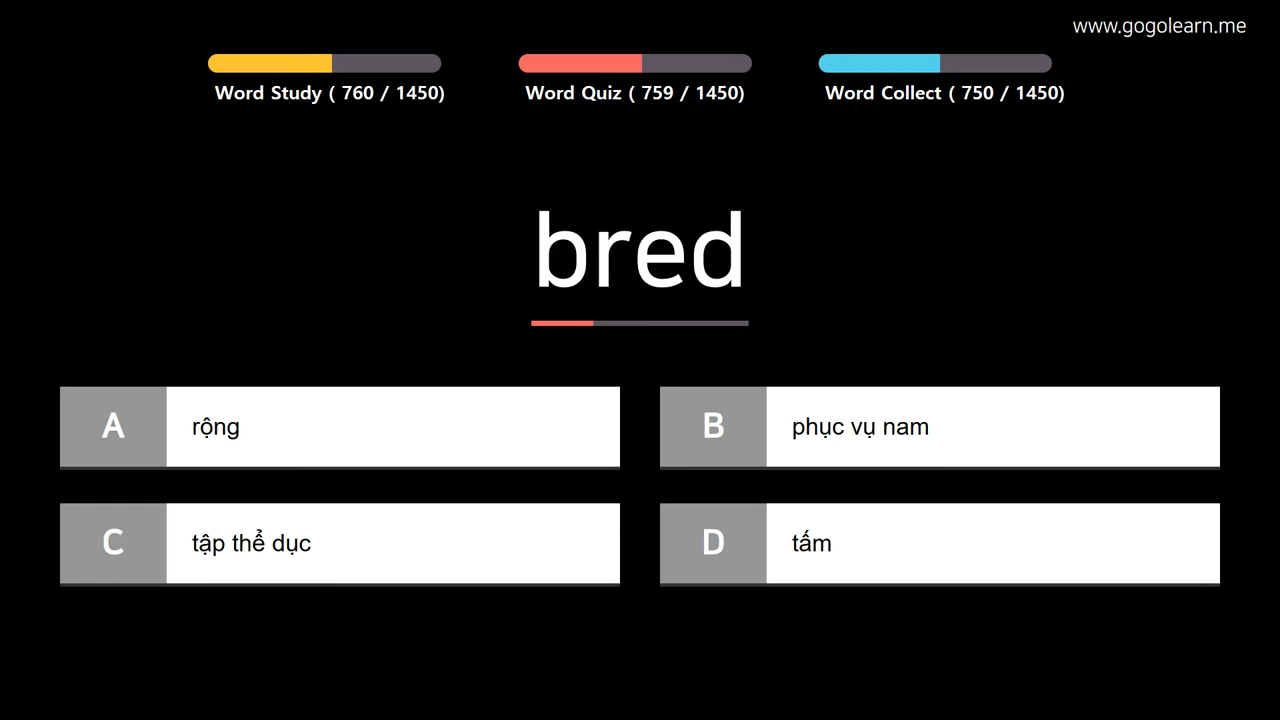 www.gogolearn.me
Word Study ( 760 / 1450)
Word Quiz ( 759 / 1450)
Word Collect ( 750 / 1450)
bred
A rộng
B phục vụ nam
C tập thể dục
D tấm